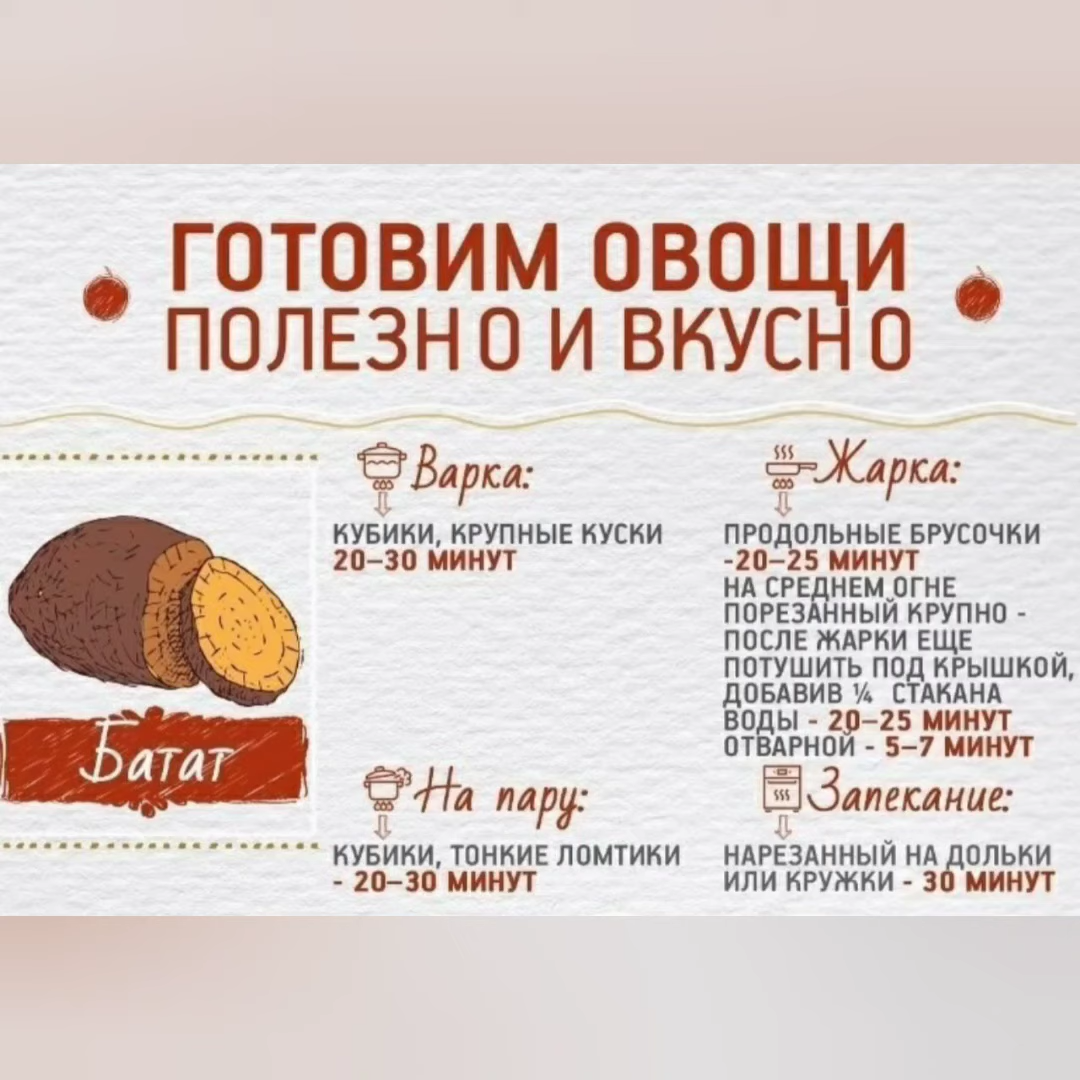 ГОТОВИМ ОВОЩИ
ПОЛЕЗНО И ВКУСНО
Батат
Варка:
КУБИКИ, КРУПНЫЕ КУСКИ
20–30 МИНУТ
Жарка:
ПРОДОЛЬНЫЕ БРУСОЧКИ
-20–25 МИНУТ
НА СРЕДНЕМ ОГНЕ
ПОРЕЗАННЫЙ КРУПНО -
ПОСЛЕ ЖАРКИ ЕЩЕ
ПОТУШИТЬ ПОД КРЫШКОЙ,
ДОБАВИВ ¼ СТАКАНА
ВОДЫ - 20–25 МИНУТ
ОТВАРНОЙ - 5–7 МИНУТ
На пару:
КУБИКИ, ТОНКИЕ ЛОМТИКИ
- 20–30 МИНУТ
Запекание:
НАРЕЗАННЫЙ НА ДОЛЬКИ
ИЛИ КРУЖКИ - 30 МИНУТ